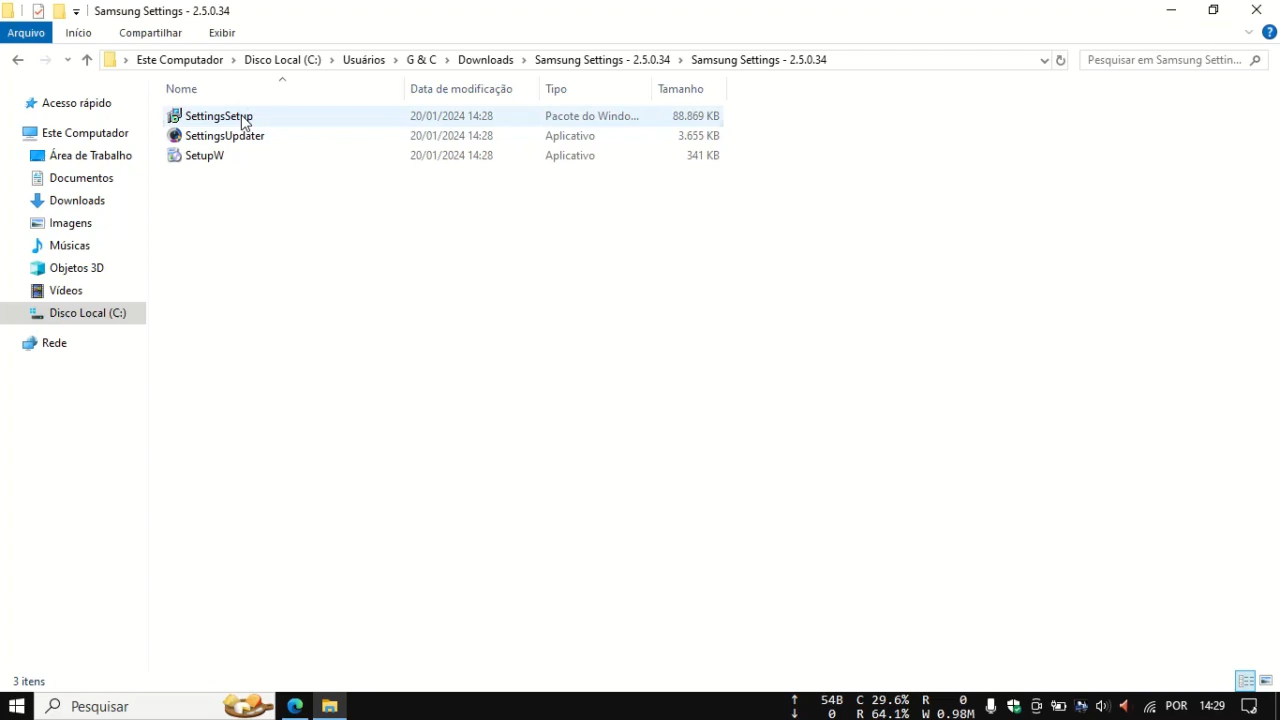 Samsung Settings - 2.5.0.34
Arquivo Início Compartilhar Exibir
Este Computador Disco Local (C:) Usuários G & C Downloads Samsung Settings - 2.5.0.34 Samsung Settings - 2.5.0.34 Pesquisar em Samsung Settin...
Nome Data de modificação Tipo Tamanho
SettingsSetup 20/01/2024 14:28 Pacote do Windo... 88.869 KB
SettingsUpdater 20/01/2024 14:28 Aplicativo 3.655 KB
SetupW 20/01/2024 14:28 Aplicativo 341 KB
Acesso rápido
Este Computador
Área de Trabalho
Documentos
Downloads
Imagens
Músicas
Objetos 3D
Vídeos
Disco Local (C:)
Rede
3 itens
Pesquisar
↑ 54B C 29.6% R 0
↓ 0 R 64.1% W 0.98M
POR 14:29